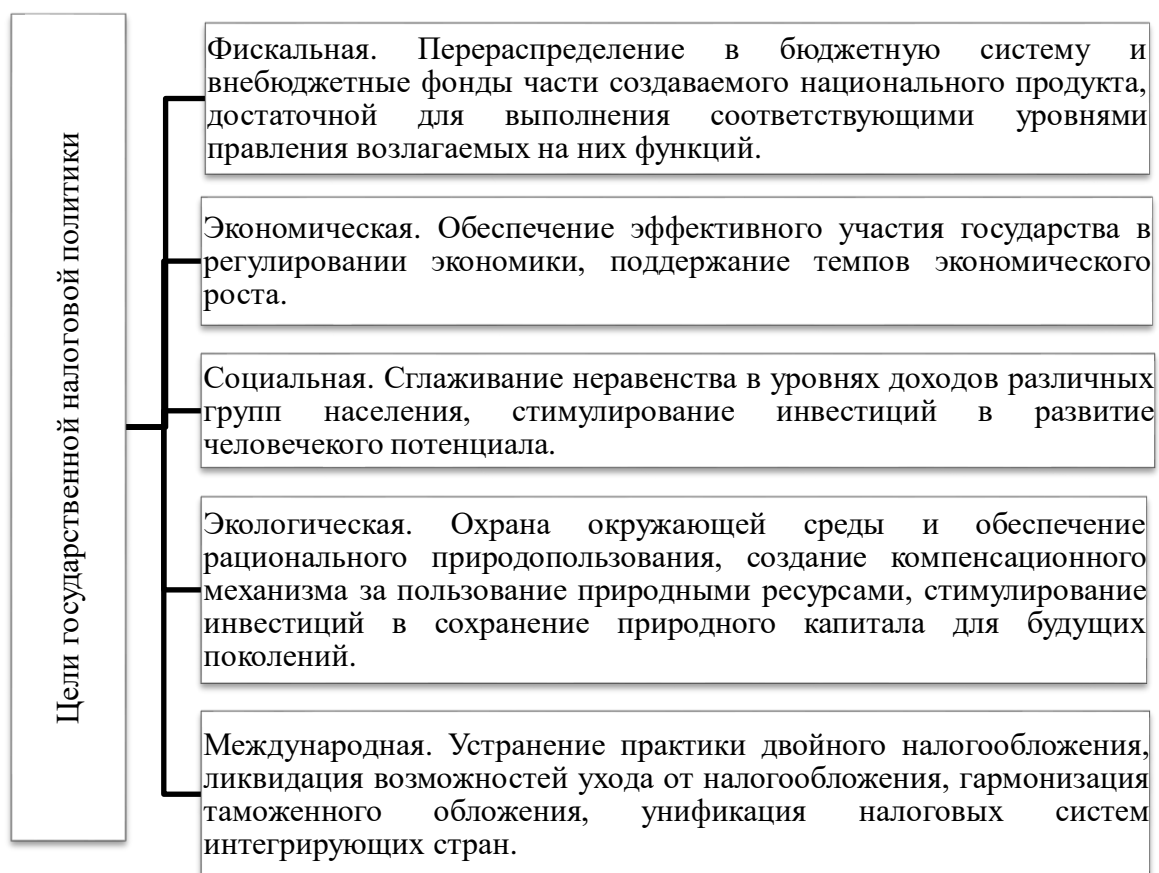 Цели государственной налоговой политики
Фискальная. Перераспределение в бюджетную систему и
внебюджетные фонды части создаваемого национального продукта,
достаточной для выполнения соответствующими уровнями
правления возлагаемых на них функций.
Экономическая. Обеспечение эффективного участия государства в
регулировании экономики, поддержание темпов экономического
роста.
Социальная. Сглаживание неравенства в уровнях доходов различных
групп населения, стимулирование инвестиций в развитие
человечекого потенциала.
Экологическая. Охрана окружающей среды и обеспечение
рационального природопользования, создание компенсационного
механизма за пользование природными ресурсами, стимулирование
инвестиций в сохранение природного капитала для будущих
поколений.
Международная. Устранение практики двойного налогообложения,
ликвидация возможностей ухода от налогообложения, гармонизация
таможенного обложения, унификация налоговых систем
интегрирующих стран.